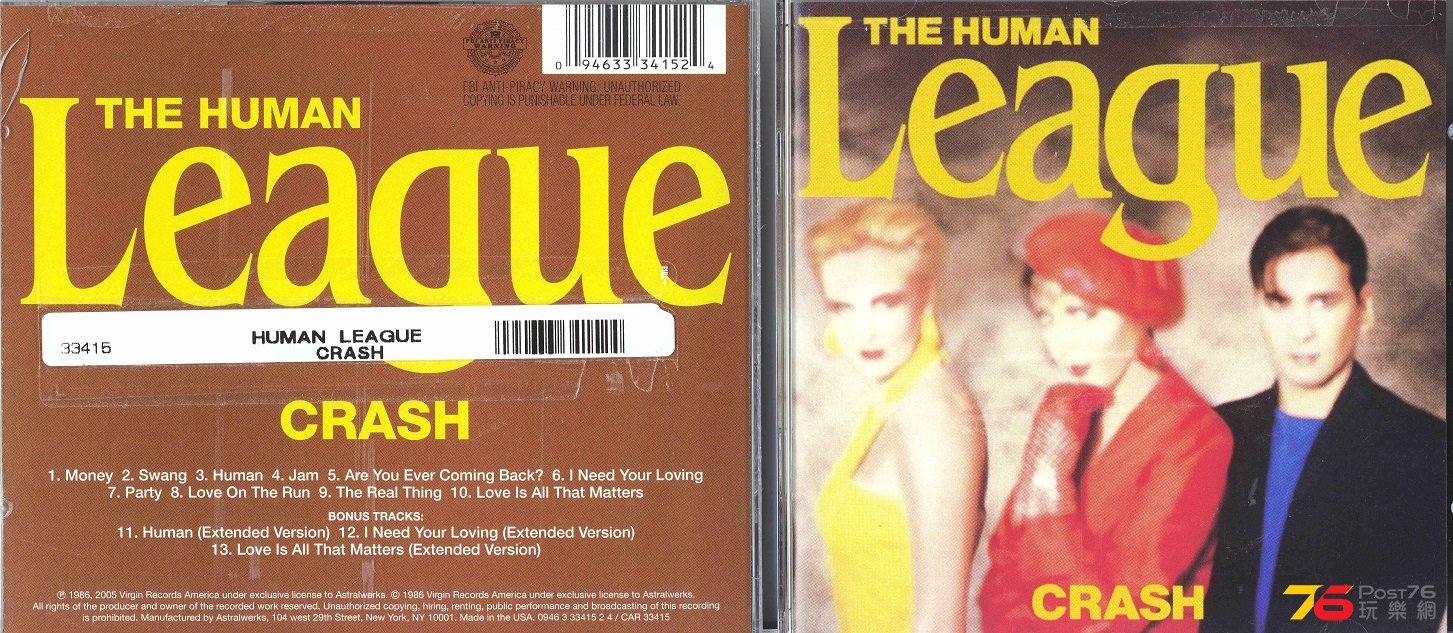 FBI ANTI-PIRACY
WARNING
0 94633 34152 4
FBI ANTI-PIRACY WARNING: UNAUTHORIZED
COPYING IS PUNISHABLE UNDER FEDERAL LAW.
THE HUMAN
League
33415
HUMAN LEAGUE
CRASH
CRASH
1. Money 2. Swang 3. Human 4. Jam 5. Are You Ever Coming Back? 6. I Need Your Loving
7. Party 8. Love On The Run 9. The Real Thing 10. Love Is All That Matters
BONUS TRACKS:
11. Human (Extended Version) 12. I Need Your Loving (Extended Version)
13. Love Is All That Matters (Extended Version)
℗ 1986, 2005 Virgin Records America under exclusive license to Astralwerks. © 1986 Virgin Records America under exclusive license to Astralwerks.
All rights of the producer and owner of the recorded work reserved. Unauthorized copying, hiring, renting, public performance and broadcasting of this recording
is prohibited. Manufactured by Astralwerks, 104 west 29th Street, New York, NY 10001. Made in the USA. 0946 3 33415 2 4 / CAR 33415
THE HUMAN
League
CRASH
76 Post76
玩樂網